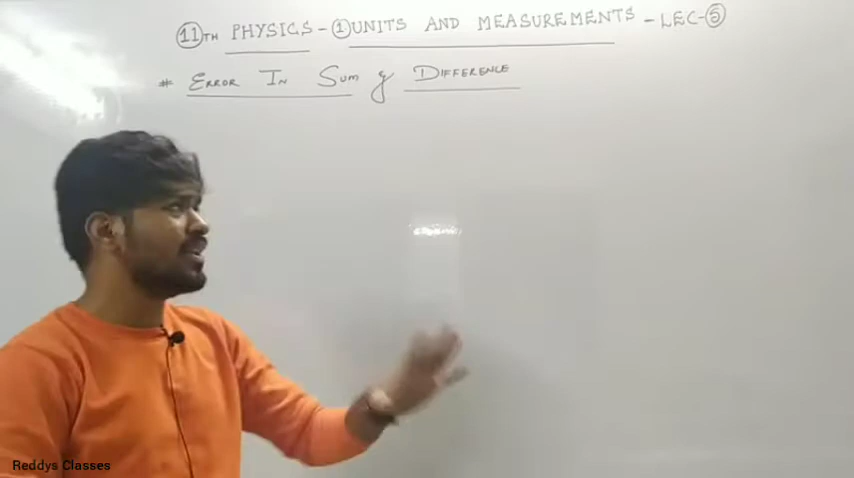 11TH PHYSICS - 1 UNITS AND MEASUREMENTS - LEC-5
# ERROR IN SUM & DIFFERENCE
Reddys Classes